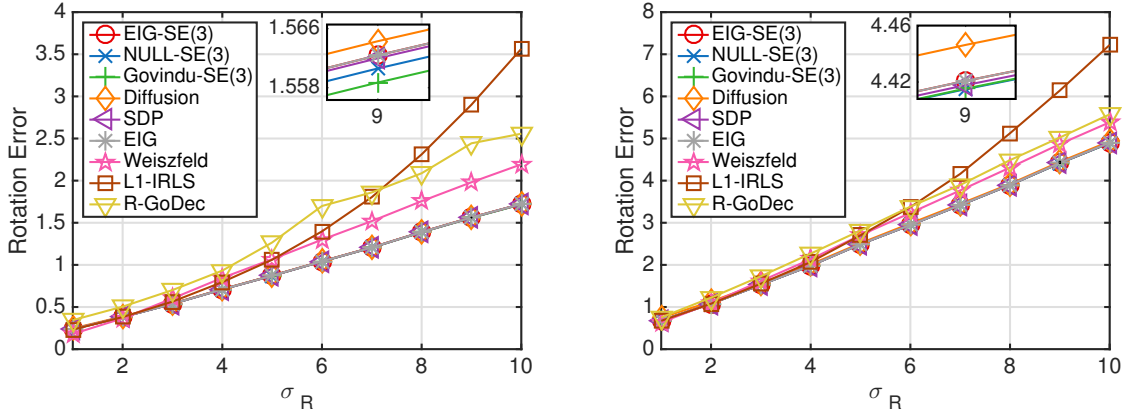 4
3.5
3
2.5
2
1.5
1
0.5
0
Rotation Error
EIG-SE(3)
NULL-SE(3)
Govindu-SE(3)
Diffusion
SDP
EIG
Weiszfeld
L1-IRLS
R-GoDec
1.566
1.558
9
2 4 6 8 10
σ R
8
7
6
5
4
3
2
1
0
Rotation Error
EIG-SE(3)
NULL-SE(3)
Govindu-SE(3)
Diffusion
SDP
EIG
Weiszfeld
L1-IRLS
R-GoDec
4.46
4.42
9
2 4 6 8 10
σ R